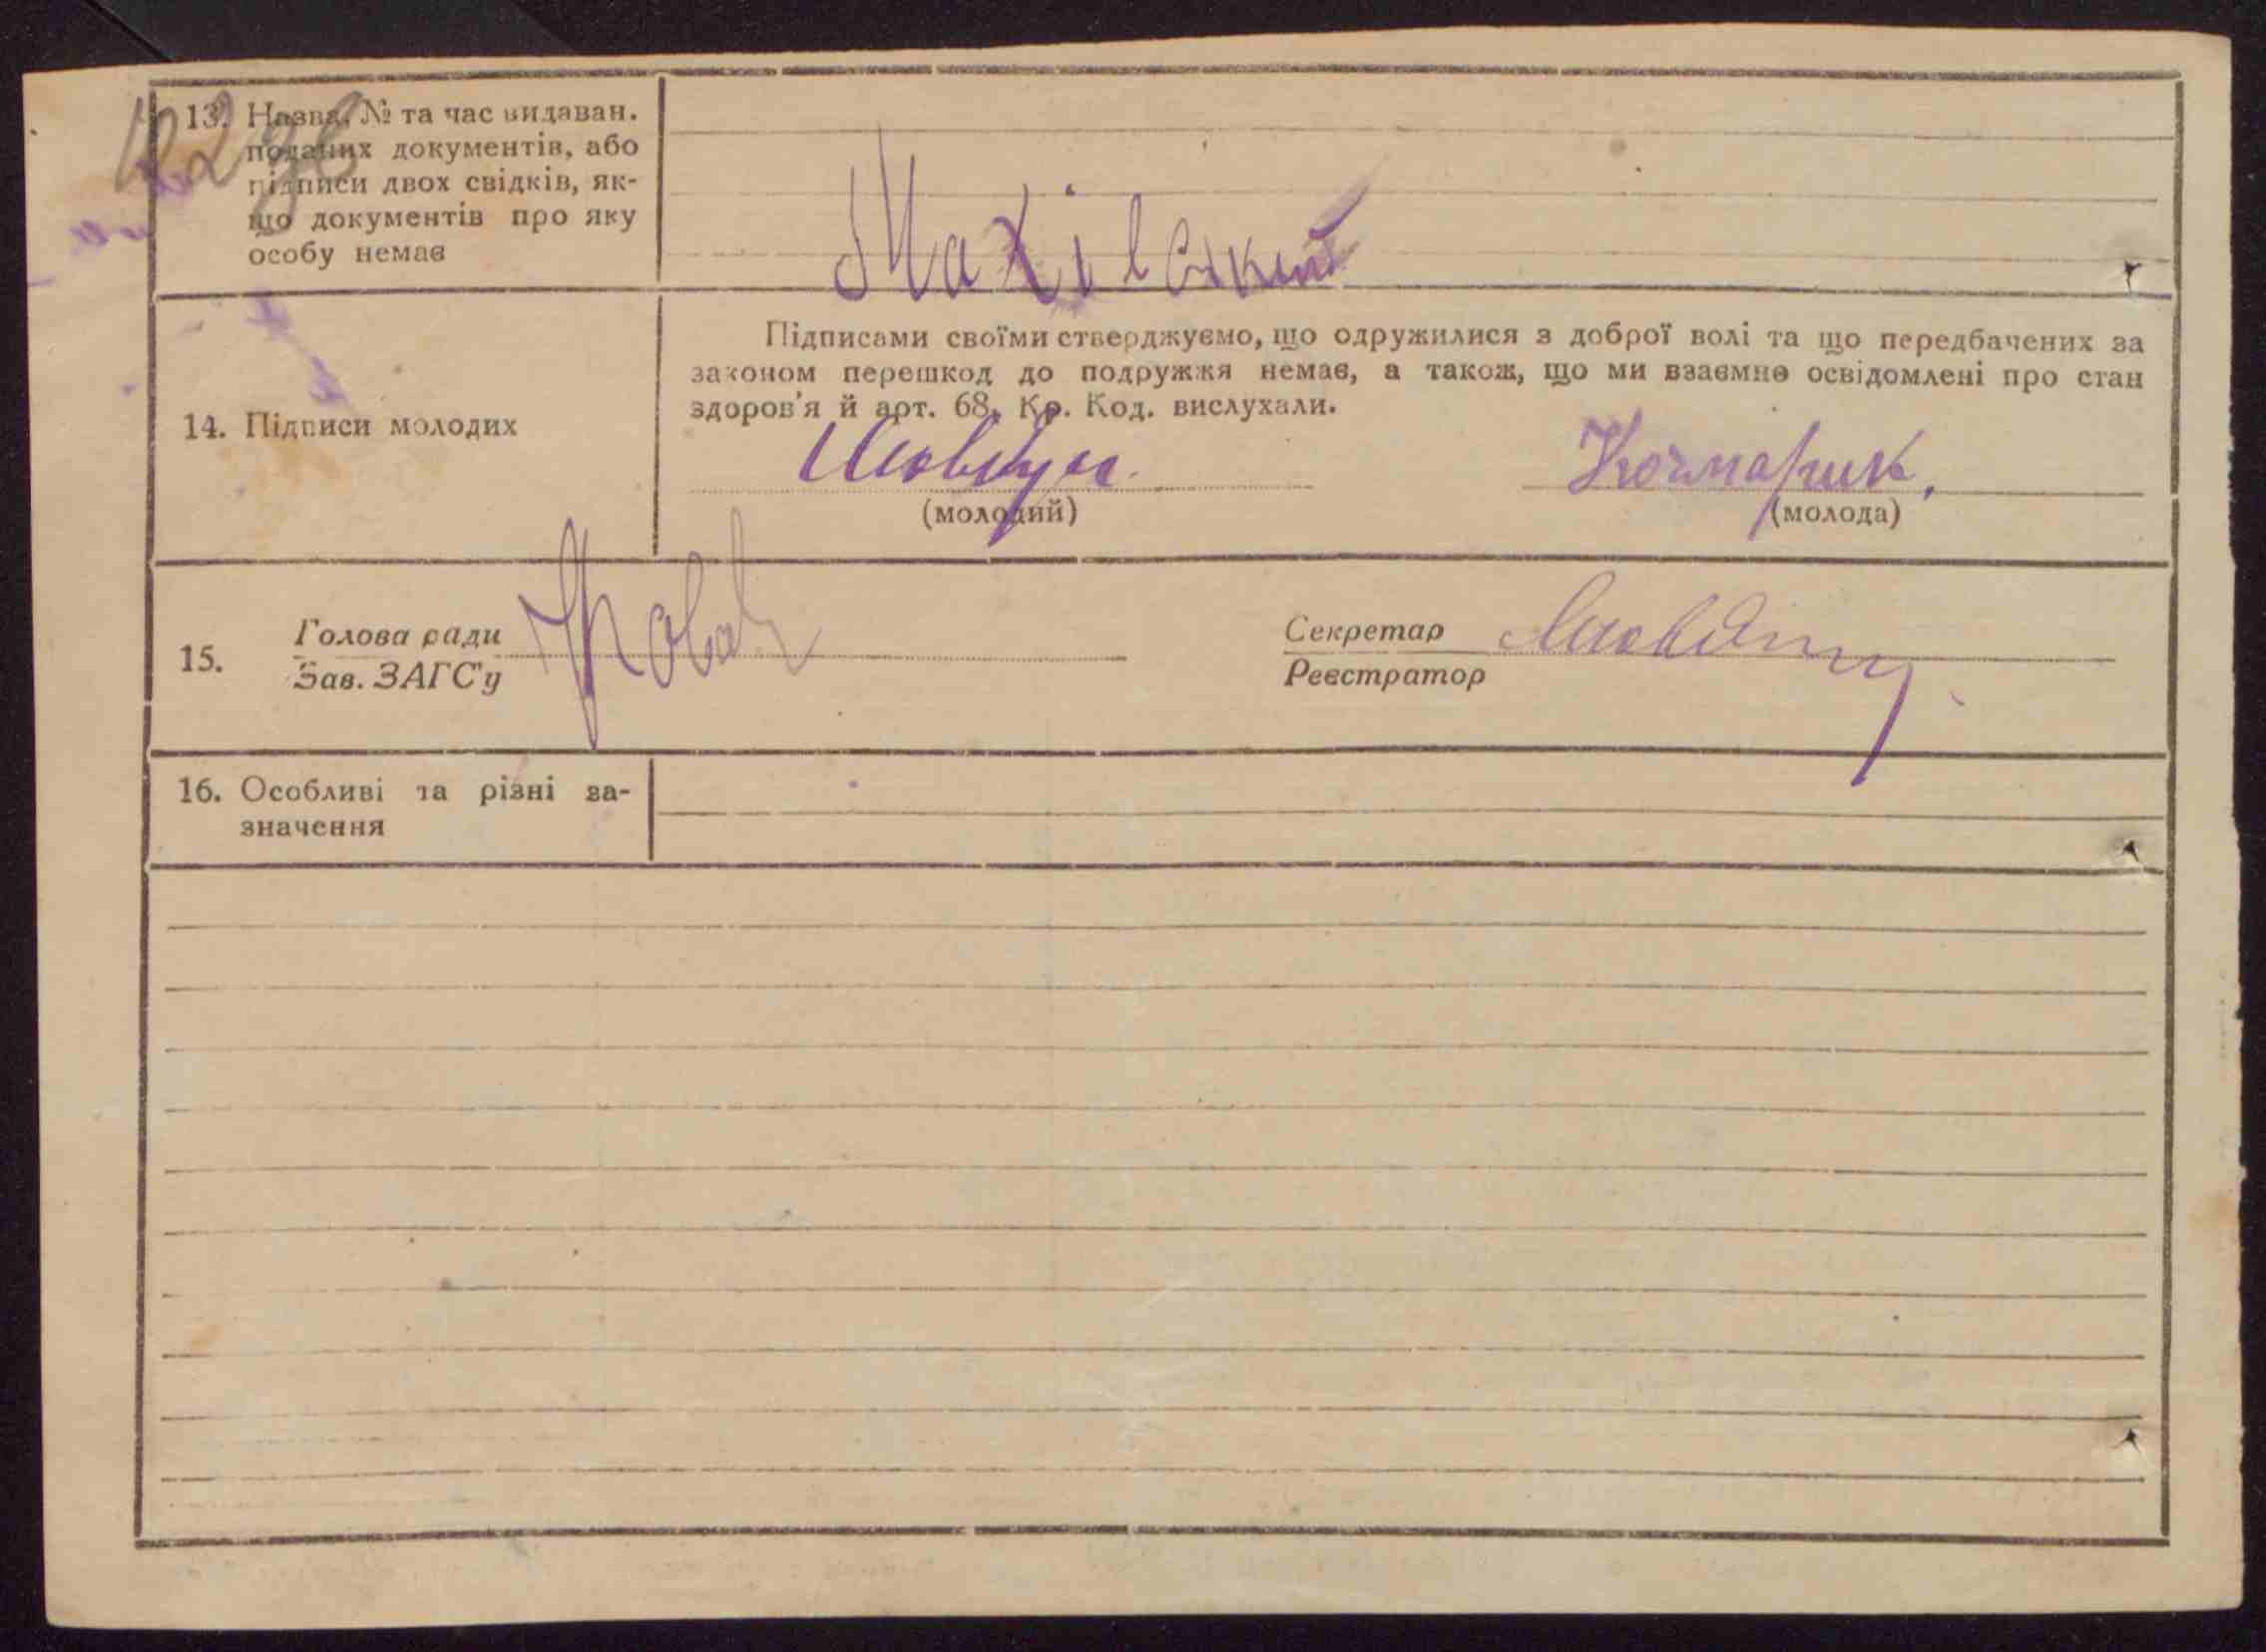 42 зв
13. Назва, № та час видаван.
поданих документів, або
підписи двох свідків, як-
що документів про яку
особу немає
Махівський
Підписами своїми стверджуємо, що одружилися з доброї волі та що передбачених за
законом перешкод до подружжя немає, а також, що ми взаємно освідомлені про стан
здоров'я й арт. 68. Кр. Код. вислухали.
14. Підписи молодих
Кочмарик.
(молодий) (молода)
15. Голова ради Секретар
Зав. ЗАГС'у Реєстратор
16. Особливі та різні за-
значення